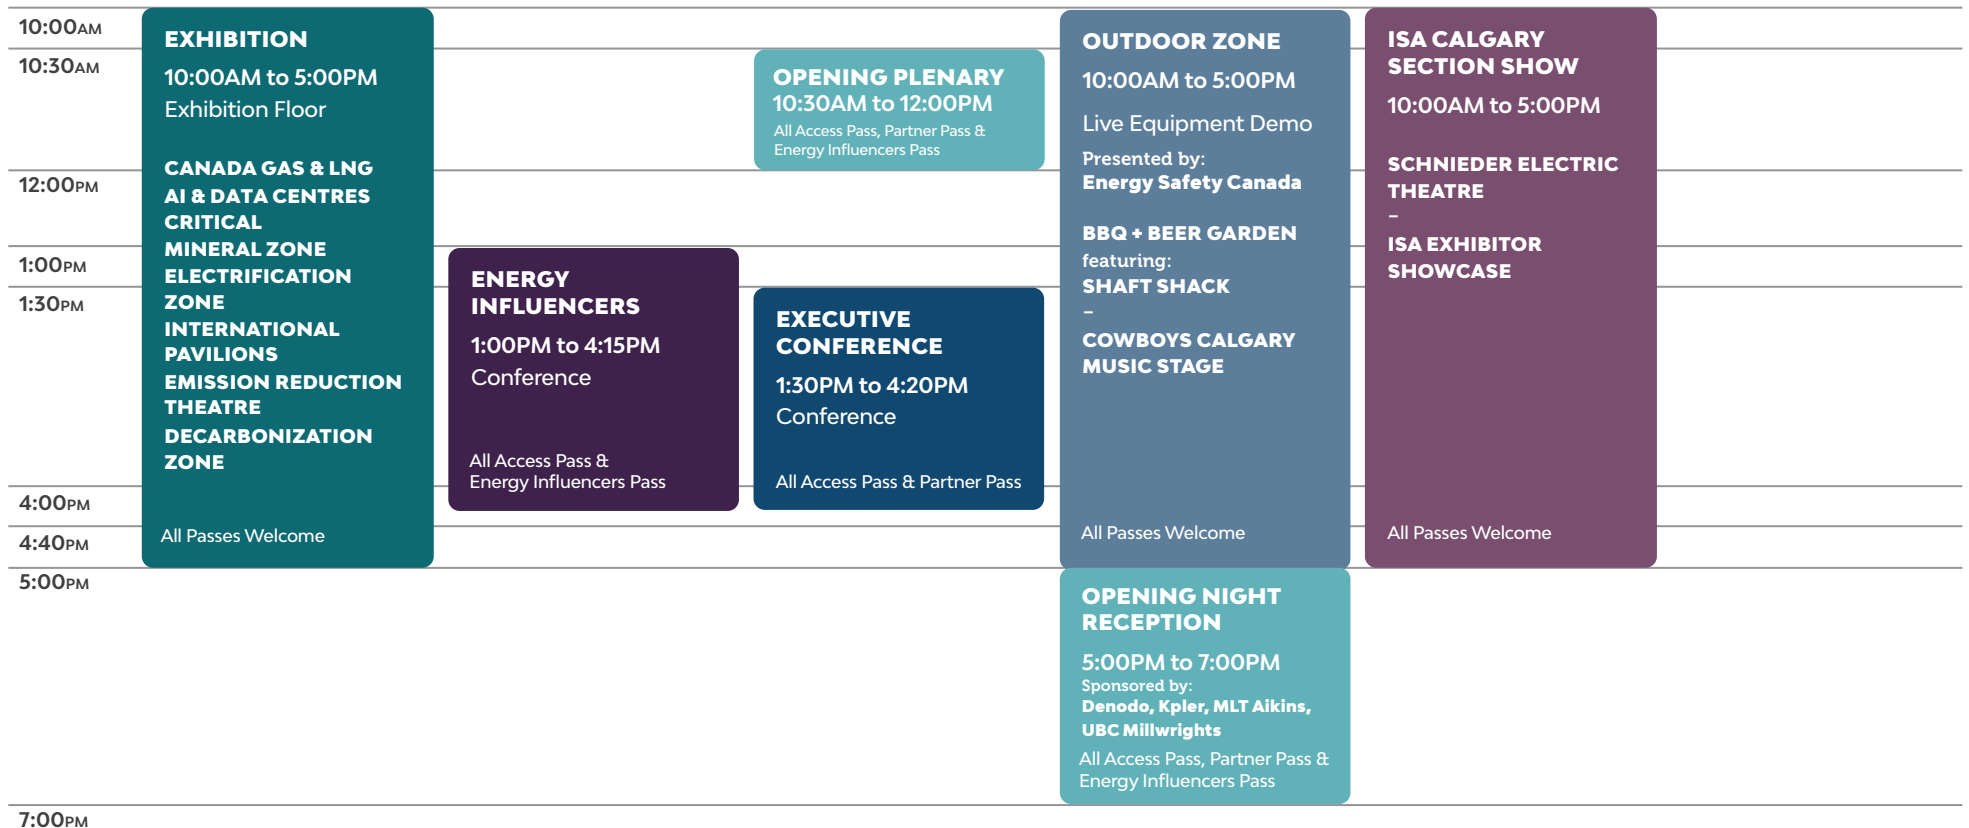 10:00AM
10:30AM
12:00PM
1:00PM
1:30PM
4:00PM
4:40PM
5:00PM
7:00PM
EXHIBITION
10:00AM to 5:00PM
Exhibition Floor
CANADA GAS & LNG
AI & DATA CENTRES
CRITICAL
MINERAL ZONE
ELECTRIFICATION
ZONE
INTERNATIONAL
PAVILIONS
EMISSION REDUCTION
THEATRE
DECARBONIZATION
ZONE
All Passes Welcome
ENERGY
INFLUENCERS
1:00PM to 4:15PM
Conference
All Access Pass &
Energy Influencers Pass
OPENING PLENARY
10:30AM to 12:00PM
All Access Pass, Partner Pass &
Energy Influencers Pass
EXECUTIVE
CONFERENCE
1:30PM to 4:20PM
Conference
All Access Pass & Partner Pass
OUTDOOR ZONE
10:00AM to 5:00PM
Live Equipment Demo
Presented by:
Energy Safety Canada
BBQ + BEER GARDEN
featuring:
SHAFT SHACK
–
COWBOYS CALGARY
MUSIC STAGE
All Passes Welcome
OPENING NIGHT
RECEPTION
5:00PM to 7:00PM
Sponsored by:
Denodo, Kpler, MLT Aikins,
UBC Millwrights
All Access Pass, Partner Pass &
Energy Influencers Pass
ISA CALGARY
SECTION SHOW
10:00AM to 5:00PM
SCHNIEDER ELECTRIC
THEATRE
–
ISA EXHIBITOR
SHOWCASE
All Passes Welcome